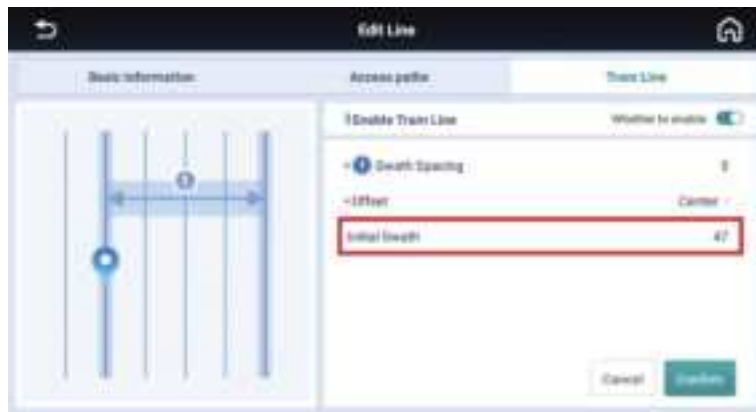 Edit Line
Basic Information
Access paths
Tram Line
Enable Tram Line
Whether to enable
Swath Spacing
Offset
Center
Initial Swath
47
Cancel
Confirm